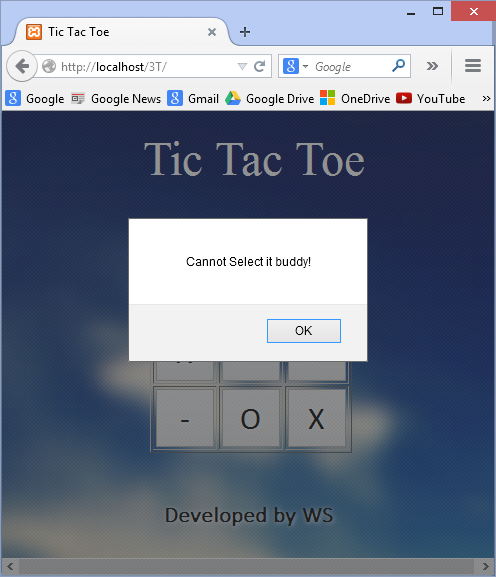 Tic Tac Toe
http://localhost/3T/
Google
Google Google News Gmail Google Drive OneDrive YouTube
Tic Tac Toe
Cannot Select it buddy!
OK
- O X
Developed by WS